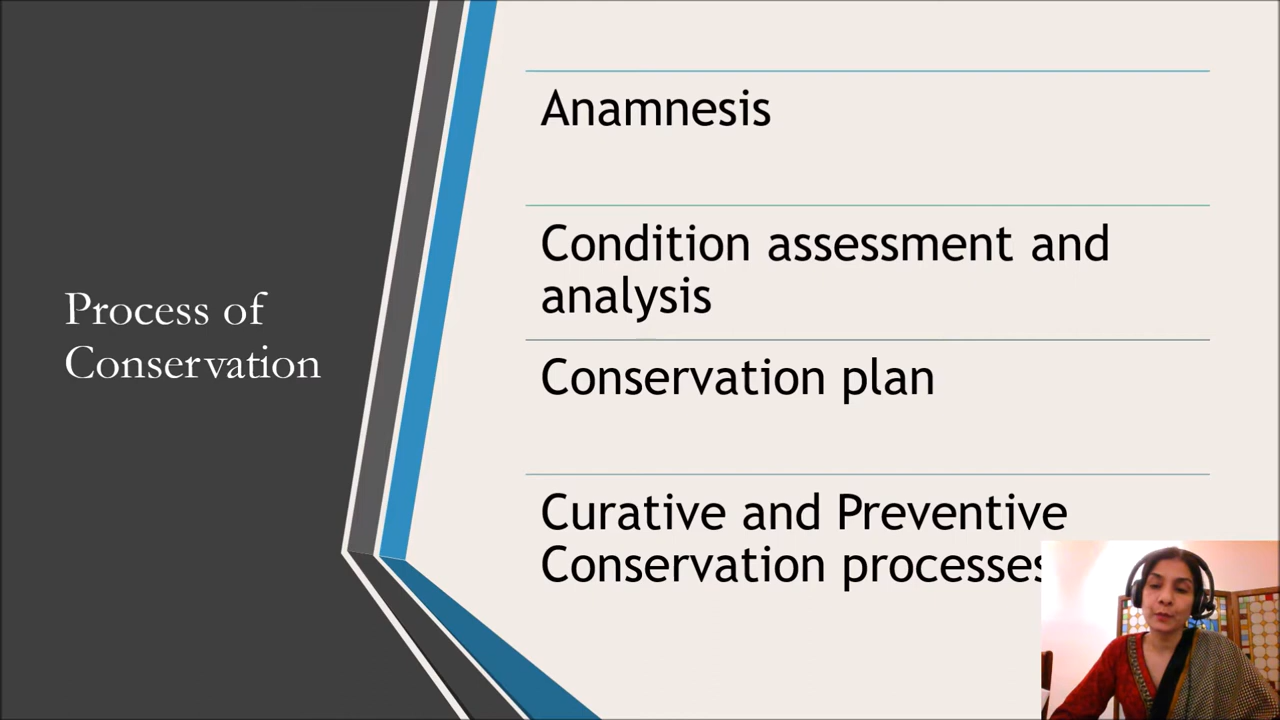 Process of
Conservation
Anamnesis
Condition assessment and
analysis
Conservation plan
Curative and Preventive
Conservation processes